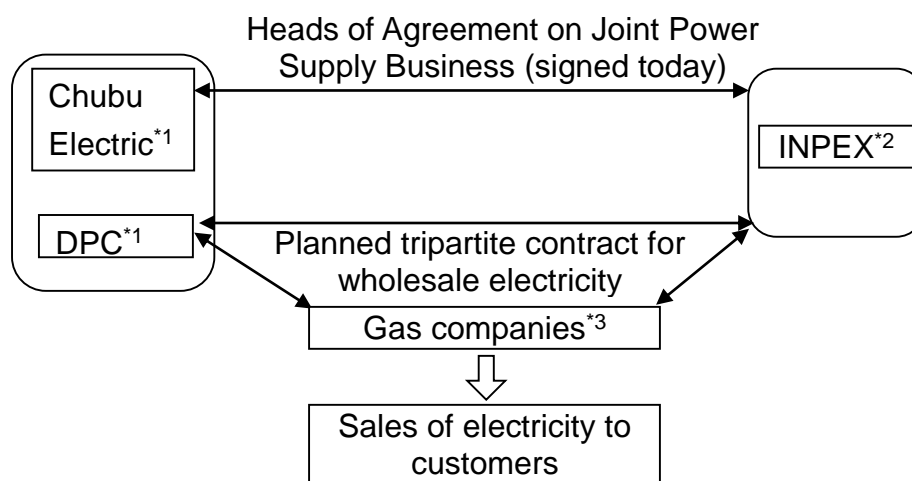 Heads of Agreement on Joint Power
Supply Business (signed today)
Chubu
Electric*1
INPEX*2
DPC*1
Planned tripartite contract for
wholesale electricity
Gas companies*3
Sales of electricity to
customers